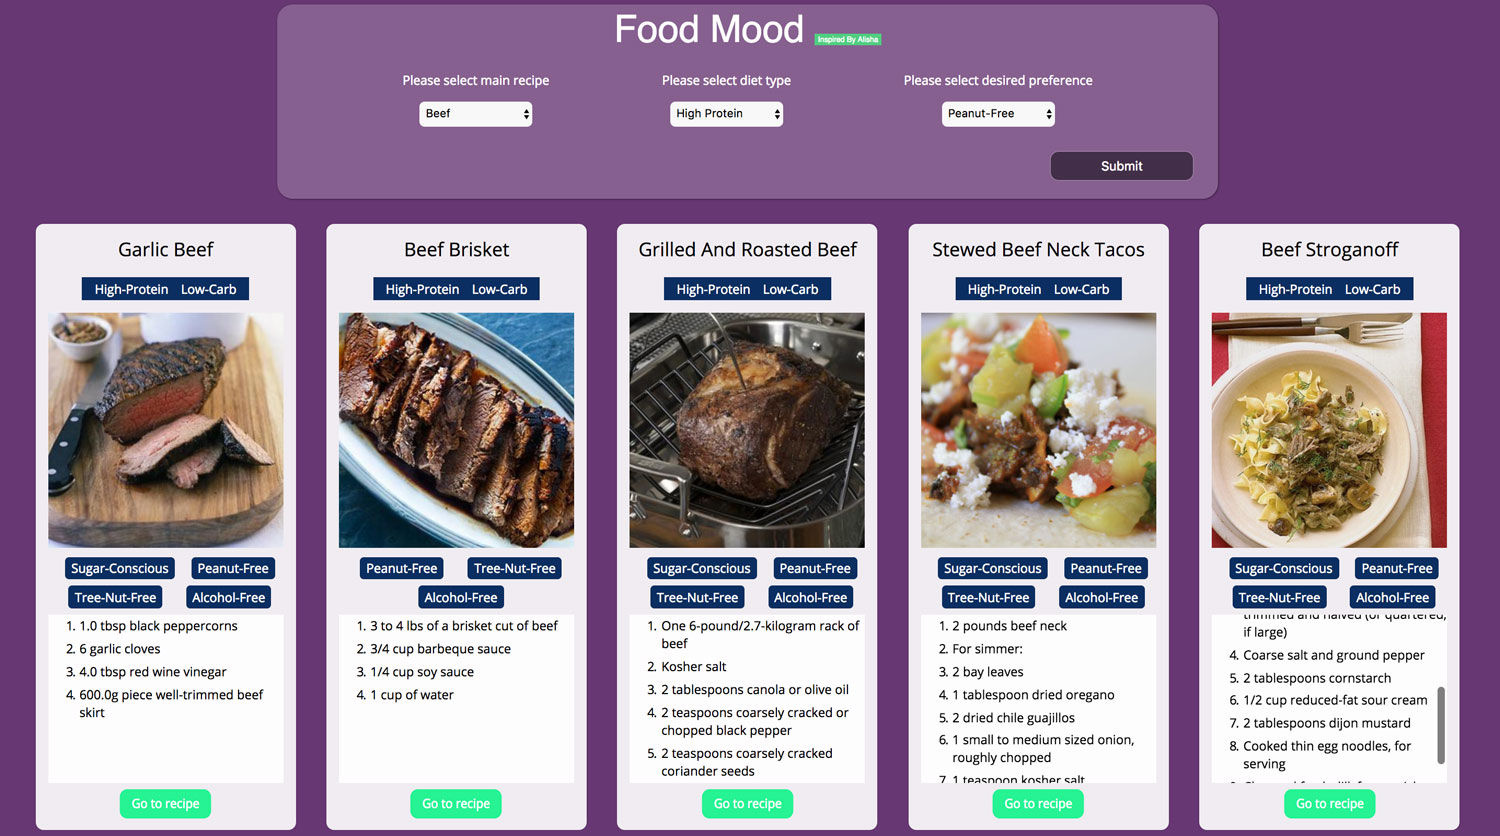 Food Mood Inspired By Alisha
Please select main recipe
Please select diet type
Please select desired preference
Beef
High Protein
Peanut-Free
Submit
Garlic Beef
High-Protein Low-Carb
Sugar-Conscious Peanut-Free
Tree-Nut-Free Alcohol-Free
1. 1.0 tbsp black peppercorns
2. 6 garlic cloves
3. 4.0 tbsp red wine vinegar
4. 600.0g piece well-trimmed beef
skirt
Go to recipe
Beef Brisket
High-Protein Low-Carb
Peanut-Free Tree-Nut-Free
Alcohol-Free
1. 3 to 4 lbs of a brisket cut of beef
2. 3/4 cup barbeque sauce
3. 1/4 cup soy sauce
4. 1 cup of water
Go to recipe
Grilled And Roasted Beef
High-Protein Low-Carb
Sugar-Conscious Peanut-Free
Tree-Nut-Free Alcohol-Free
1. One 6-pound/2.7-kilogram rack of
beef
2. Kosher salt
3. 2 tablespoons canola or olive oil
4. 2 teaspoons coarsely cracked or
chopped black pepper
5. 2 teaspoons coarsely cracked
coriander seeds
Go to recipe
Stewed Beef Neck Tacos
High-Protein Low-Carb
Sugar-Conscious Peanut-Free
Tree-Nut-Free Alcohol-Free
1. 2 pounds beef neck
2. For simmer:
3. 2 bay leaves
4. 1 tablespoon dried oregano
5. 2 dried chile guajillos
6. 1 small to medium sized onion,
roughly chopped
7. 1 teaspoon kosher salt
Go to recipe
Beef Stroganoff
High-Protein Low-Carb
Sugar-Conscious Peanut-Free
Tree-Nut-Free Alcohol-Free
trimmed and halved (or quartered,
if large)
4. Coarse salt and ground pepper
5. 2 tablespoons cornstarch
6. 1/2 cup reduced-fat sour cream
7. 2 tablespoons dijon mustard
8. Cooked thin egg noodles, for
serving
Go to recipe